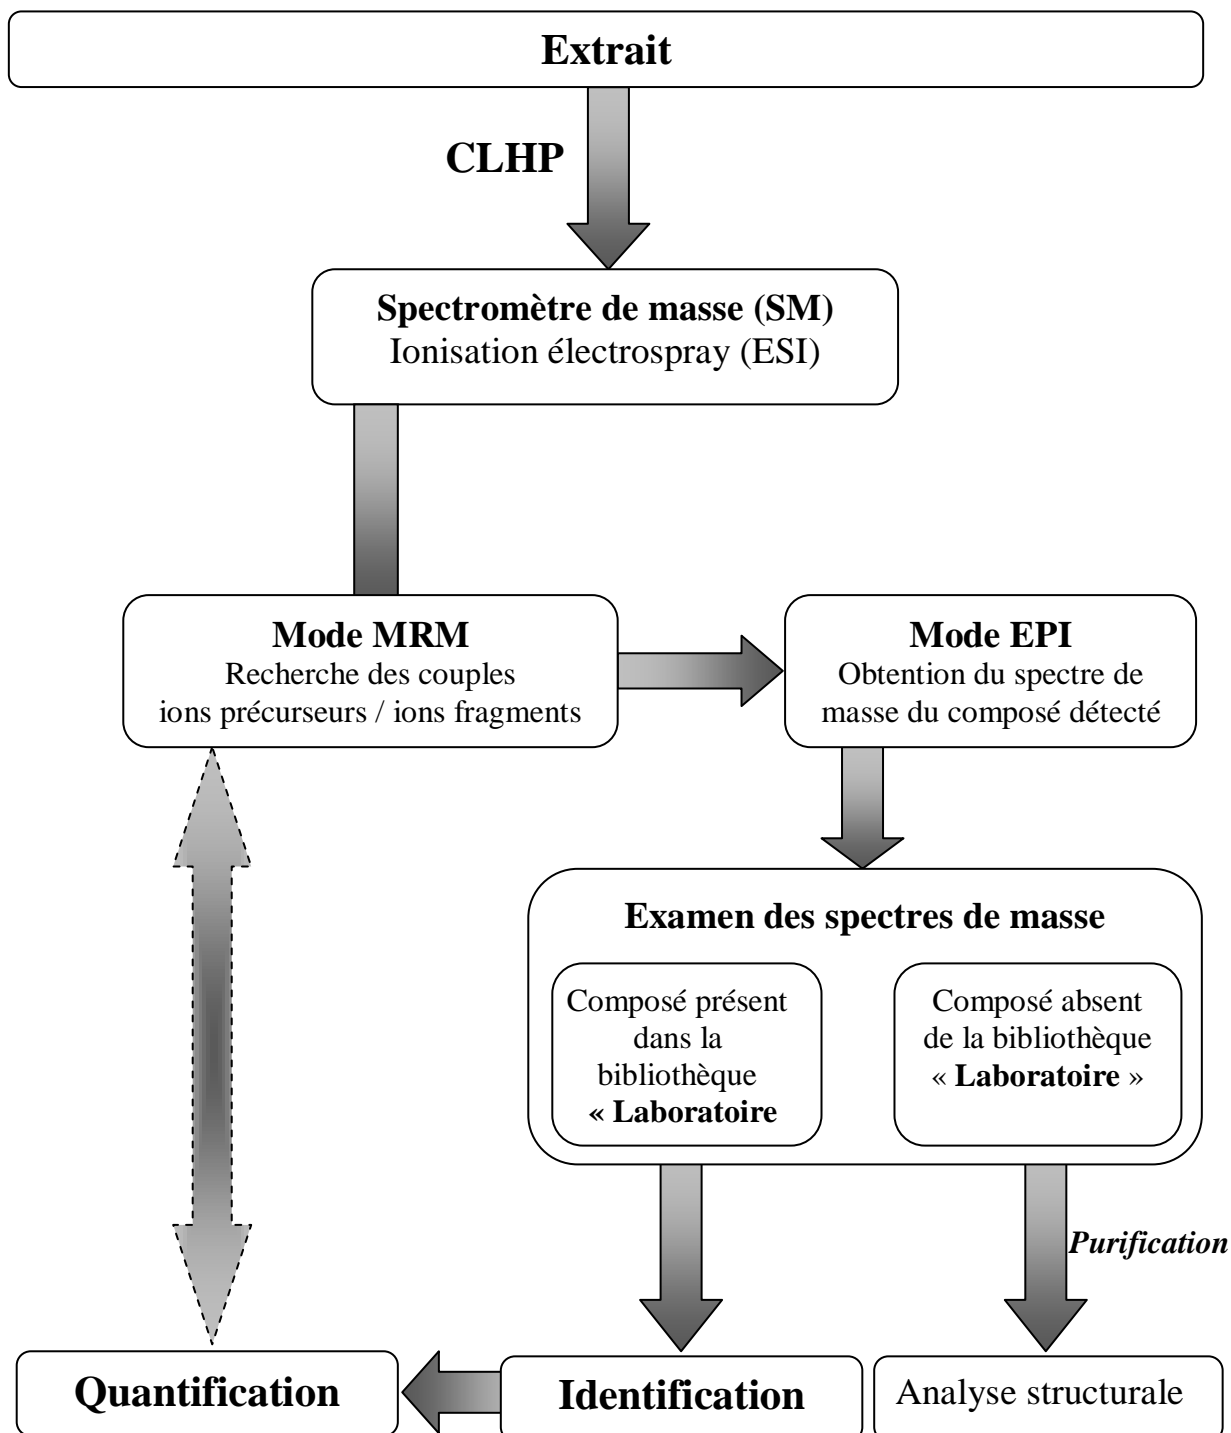 Extrait
CLHP
Spectromètre de masse (SM)
Ionisation électrospray (ESI)
Mode MRM
Recherche des couples
ions précurseurs / ions fragments
Mode EPI
Obtention du spectre de
masse du composé détecté
Examen des spectres de masse
Composé présent
dans la
bibliothèque
« Laboratoire
Composé absent
de la bibliothèque
« Laboratoire »
Purification
Quantification
Identification
Analyse structurale